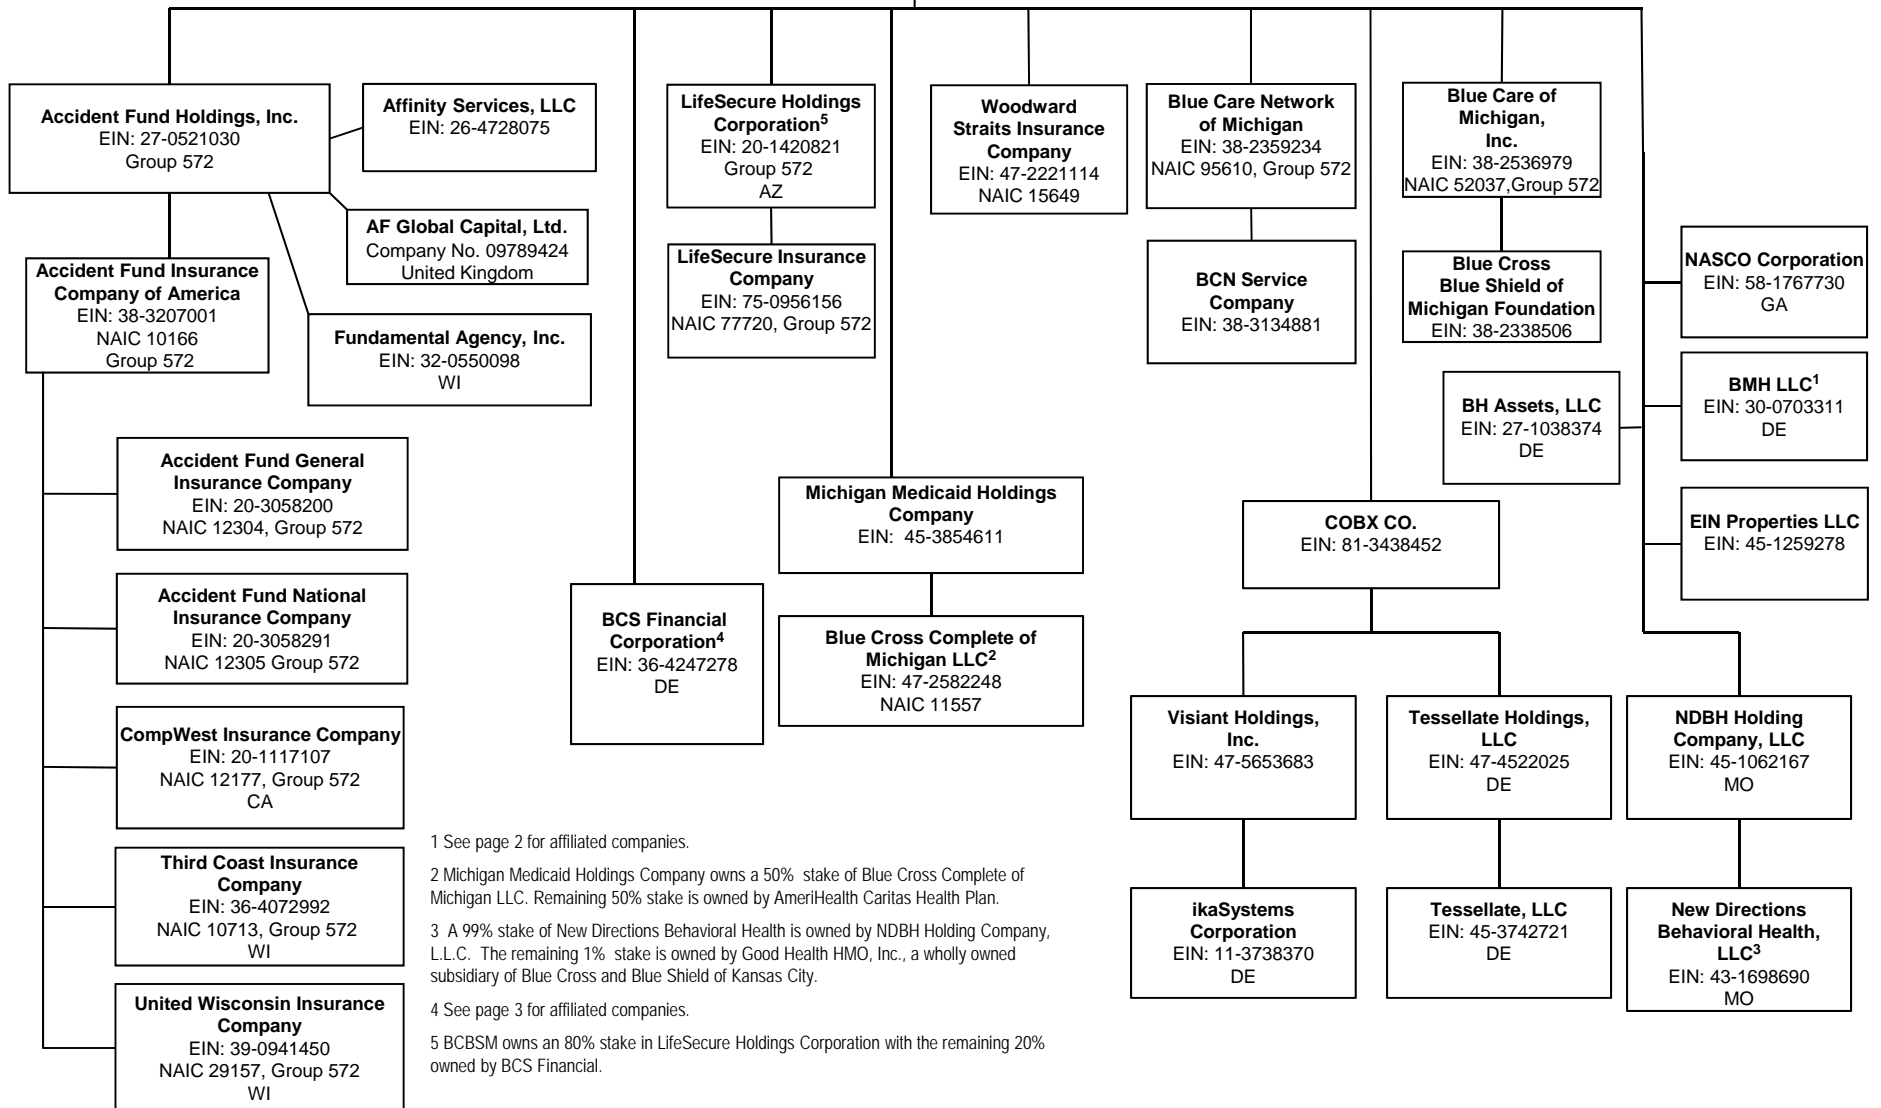 Accident Fund Holdings, Inc.
EIN: 27-0521030
Group 572
Affinity Services, LLC
EIN: 26-4728075
AF Global Capital, Ltd.
Company No. 09789424
United Kingdom
Accident Fund Insurance
Company of America
EIN: 38-3207001
NAIC 10166
Group 572
Fundamental Agency, Inc.
EIN: 32-0550098
WI
Accident Fund General
Insurance Company
EIN: 20-3058200
NAIC 12304, Group 572
Accident Fund National
Insurance Company
EIN: 20-3058291
NAIC 12305 Group 572
CompWest Insurance Company
EIN: 20-1117107
NAIC 12177, Group 572
CA
Third Coast Insurance
Company
EIN: 36-4072992
NAIC 10713, Group 572
WI
United Wisconsin Insurance
Company
EIN: 39-0941450
NAIC 29157, Group 572
WI
LifeSecure Holdings
Corporation5
EIN: 20-1420821
Group 572
AZ
LifeSecure Insurance
Company
EIN: 75-0956156
NAIC 77720, Group 572
BCS Financial
Corporation4
EIN: 36-4247278
DE
Michigan Medicaid Holdings
Company
EIN: 45-3854611
Blue Cross Complete of
Michigan LLC2
EIN: 47-2582248
NAIC 11557
Woodward
Straits Insurance
Company
EIN: 47-2221114
NAIC 15649
Blue Care Network
of Michigan
EIN: 38-2359234
NAIC 95610, Group 572
BCN Service
Company
EIN: 38-3134881
Blue Care of
Michigan,
Inc.
EIN: 38-2536979
NAIC 52037,Group 572
Blue Cross
Blue Shield of
Michigan Foundation
EIN: 38-2338506
NASCO Corporation
EIN: 58-1767730
GA
BMH LLC1
EIN: 30-0703311
DE
BH Assets, LLC
EIN: 27-1038374
DE
EIN Properties LLC
EIN: 45-1259278
COBX CO.
EIN: 81-3438452
Visiant Holdings,
Inc.
EIN: 47-5653683
Tessellate Holdings,
LLC
EIN: 47-4522025
DE
NDBH Holding
Company, LLC
EIN: 45-1062167
MO
ikaSystems
Corporation
EIN: 11-3738370
DE
Tessellate, LLC
EIN: 45-3742721
DE
New Directions
Behavioral Health,
LLC3
EIN: 43-1698690
MO
1 See page 2 for affiliated companies.
2 Michigan Medicaid Holdings Company owns a 50% stake of Blue Cross Complete of
Michigan LLC. Remaining 50% stake is owned by AmeriHealth Caritas Health Plan.
3 A 99% stake of New Directions Behavioral Health is owned by NDBH Holding Company,
L.L.C. The remaining 1% stake is owned by Good Health HMO, Inc., a wholly owned
subsidiary of Blue Cross and Blue Shield of Kansas City.
4 See page 3 for affiliated companies.
5 BCBSM owns an 80% stake in LifeSecure Holdings Corporation with the remaining 20%
owned by BCS Financial.